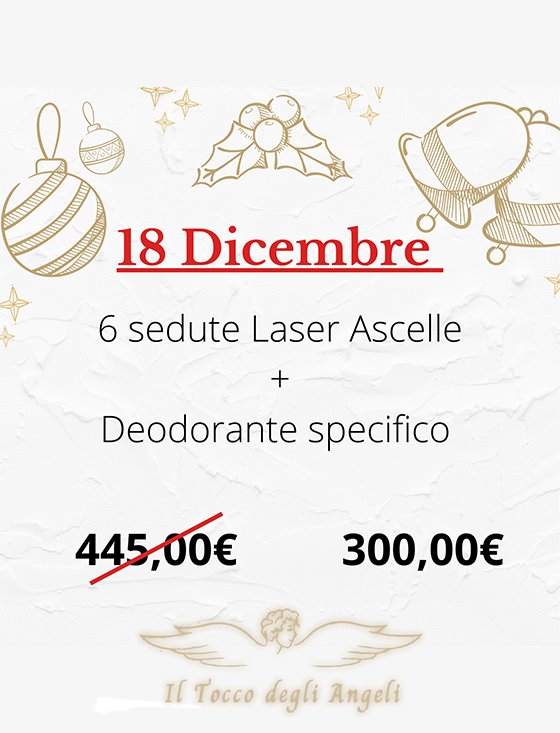 18 Dicembre
6 sedute Laser Ascelle
+
Deodorante specifico
445,00€ 300,00€
Il Tocco degli Angeli